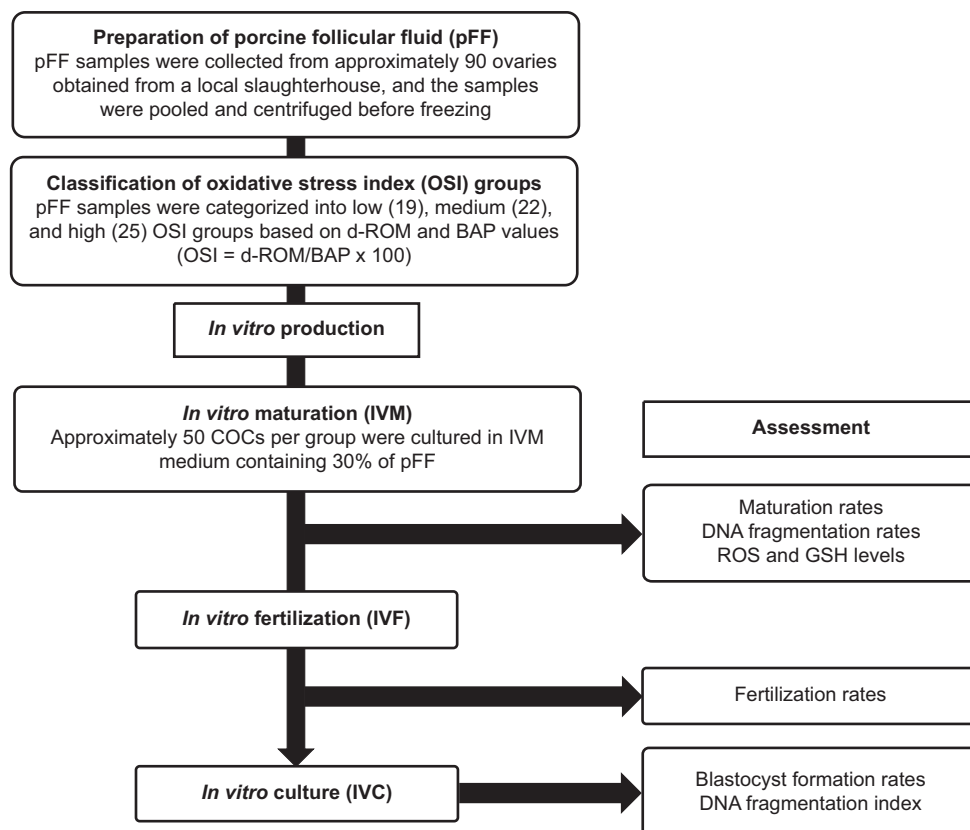 Preparation of porcine follicular fluid (pFF)
pFF samples were collected from approximately 90 ovaries
obtained from a local slaughterhouse, and the samples
were pooled and centrifuged before freezing
Classification of oxidative stress index (OSI) groups
pFF samples were categorized into low (19), medium (22),
and high (25) OSI groups based on d-ROM and BAP values
(OSI = d-ROM/BAP x 100)
In vitro production
In vitro maturation (IVM)
Approximately 50 COCs per group were cultured in IVM
medium containing 30% of pFF
Assessment
Maturation rates
DNA fragmentation rates
ROS and GSH levels
In vitro fertilization (IVF)
Fertilization rates
In vitro culture (IVC)
Blastocyst formation rates
DNA fragmentation index